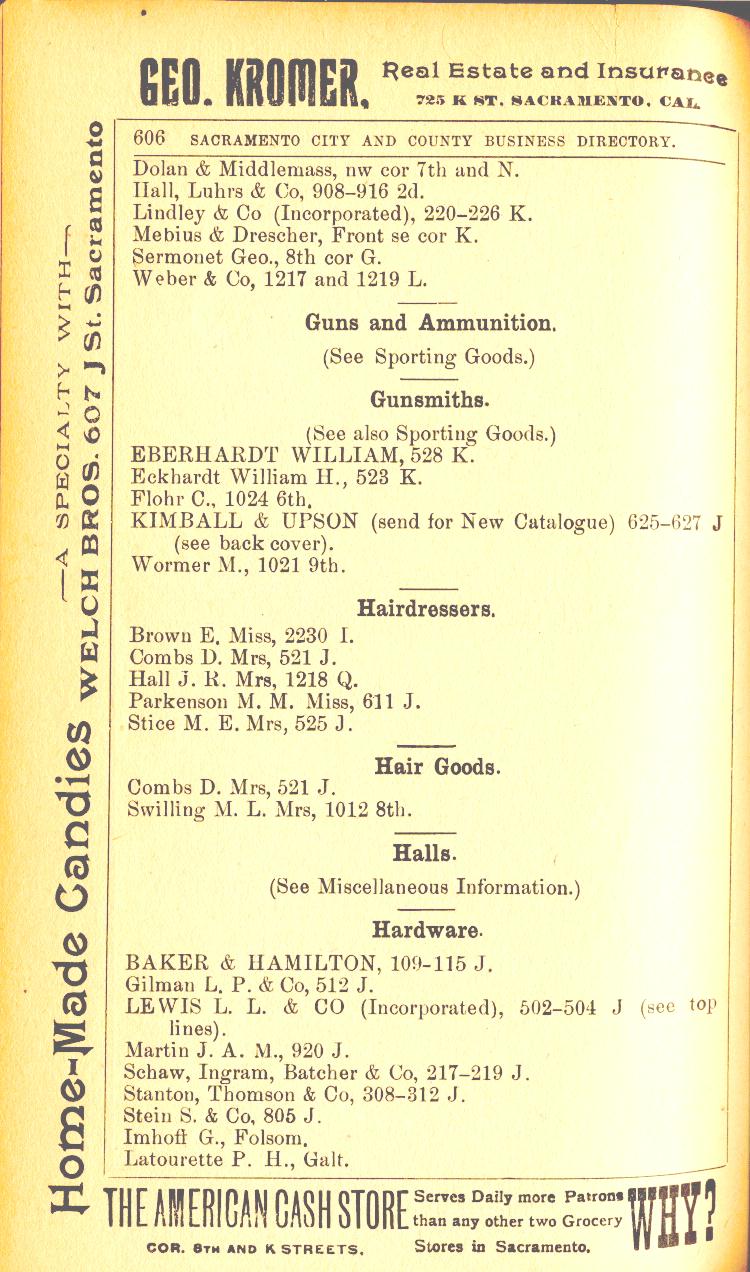 GEO. KROMER, Real Estate and Insurance
725 K ST. SACRAMENTO, CAL.
606 SACRAMENTO CITY AND COUNTY BUSINESS DIRECTORY.
Dolan & Middlemass, nw cor 7th and N.
Hall, Luhrs & Co, 908–916 2d.
Lindley & Co (Incorporated), 220–226 K.
Mebius & Drescher, Front se cor K.
Sermonet Geo., 8th cor G.
Weber & Co, 1217 and 1219 L.
Guns and Ammunition.
(See Sporting Goods.)
Gunsmiths.
(See also Sporting Goods.)
EBERHARDT WILLIAM, 528 K.
Eckhardt William H., 523 K.
Flohr C., 1024 6th.
KIMBALL & UPSON (send for New Catalogue) 625–627 J
(see back cover).
Wormer M., 1021 9th.
Hairdressers.
Brown E. Miss, 2230 I.
Combs D. Mrs, 521 J.
Hall J. R. Mrs, 1218 Q.
Parkenson M. M. Miss, 611 J.
Stice M. E. Mrs, 525 J.
Hair Goods.
Combs D. Mrs, 521 J.
Swilling M. L. Mrs, 1012 8th.
Halls.
(See Miscellaneous Information.)
Hardware.
BAKER & HAMILTON, 109–115 J.
Gilman L. P. & Co, 512 J.
LEWIS L. L. & CO (Incorporated), 502–504 J (see top
lines).
Martin J. A. M., 920 J.
Schaw, Ingram, Batcher & Co, 217–219 J.
Stanton, Thomson & Co, 308–312 J.
Stein S. & Co, 805 J.
Imhoff G., Folsom.
Latourette P. H., Galt.
THE AMERICAN CASH STORE
COR. 8TH AND K STREETS.
Serves Daily more Patrons
than any other two Grocery
Stores in Sacramento.
WHY?
Home-Made Candies
—A SPECIALTY WITH—
WELCH BROS. 607 J St. Sacramento